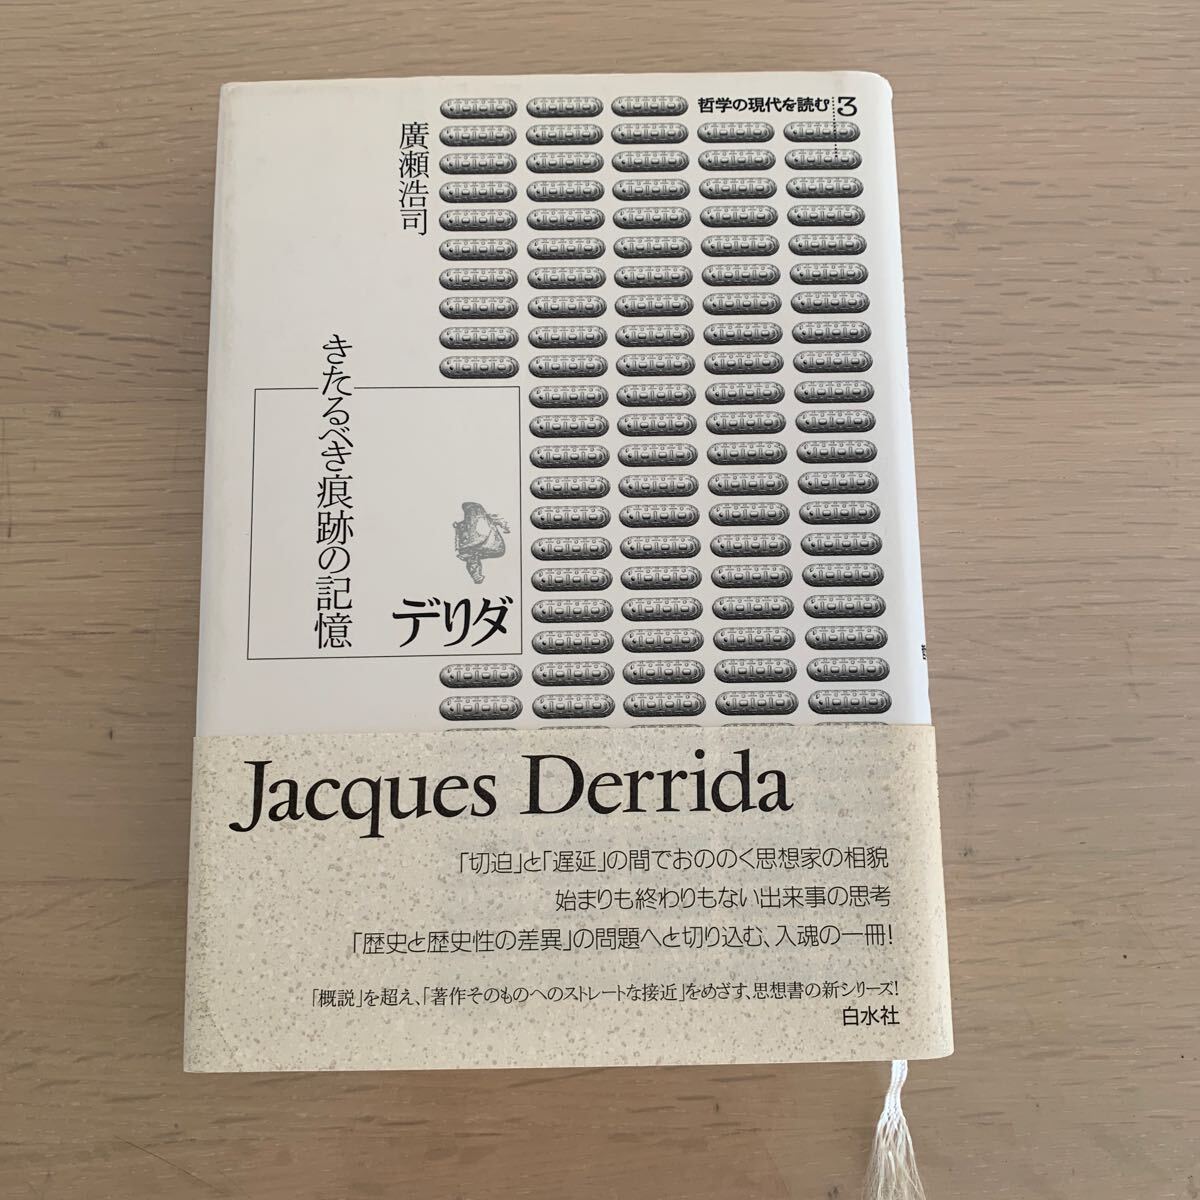 哲学の現代を読む 3
廣瀬浩司
きたるべき痕跡の記憶
デリダ
Jacques Derrida
「切迫」と「遅延」の間でおののく思想家の相貌
始まりも終わりもない出来事の思考
「歴史と歴史性の差異」の問題へと切り込む、入魂の一冊!
「概説」を超え、「著作そのものへのストレートな接近」をめざす、思想書の新シリーズ!
白水社